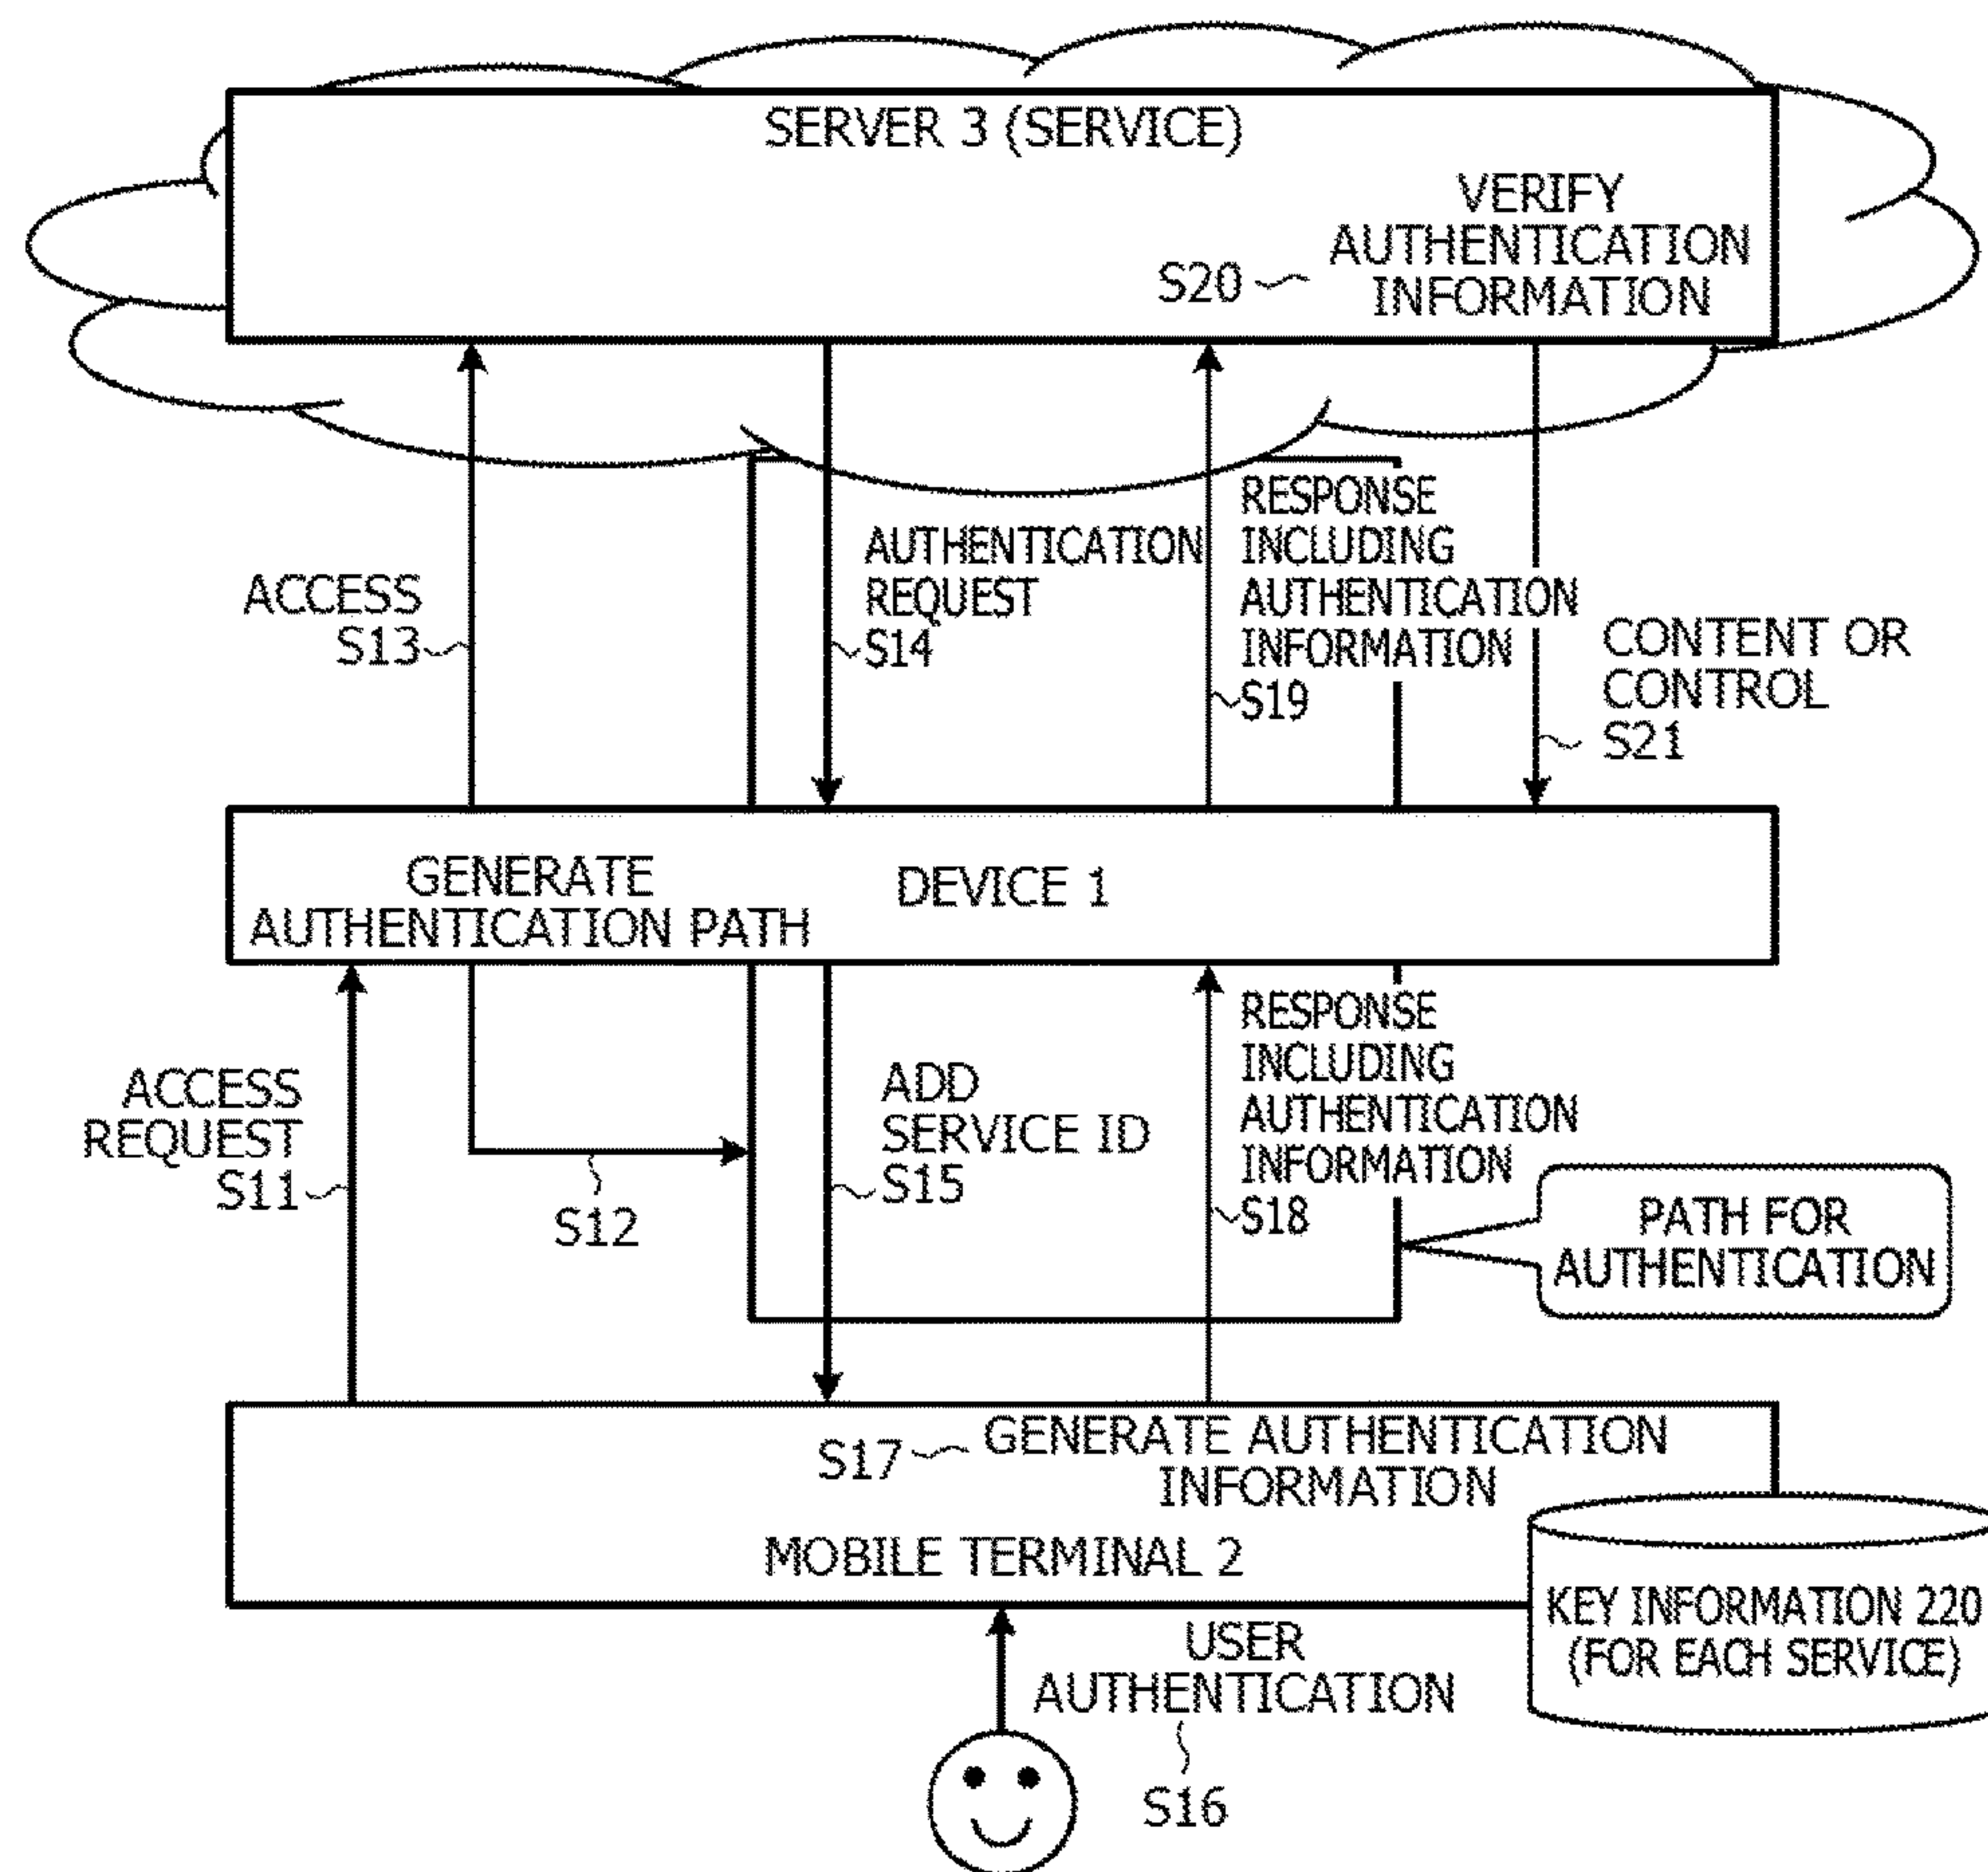 SERVER 3 (SERVICE)
VERIFY
AUTHENTICATION
INFORMATION
S20
ACCESS
S13
AUTHENTICATION
REQUEST
S14
RESPONSE
INCLUDING
AUTHENTICATION
INFORMATION
S19
CONTENT OR
CONTROL
S21
GENERATE
AUTHENTICATION PATH
DEVICE 1
ACCESS
REQUEST
S11
S12
ADD
SERVICE ID
S15
RESPONSE
INCLUDING
AUTHENTICATION
INFORMATION
S18
PATH FOR
AUTHENTICATION
S17
GENERATE AUTHENTICATION
INFORMATION
MOBILE TERMINAL 2
KEY INFORMATION 220
(FOR EACH SERVICE)
USER
AUTHENTICATION
S16